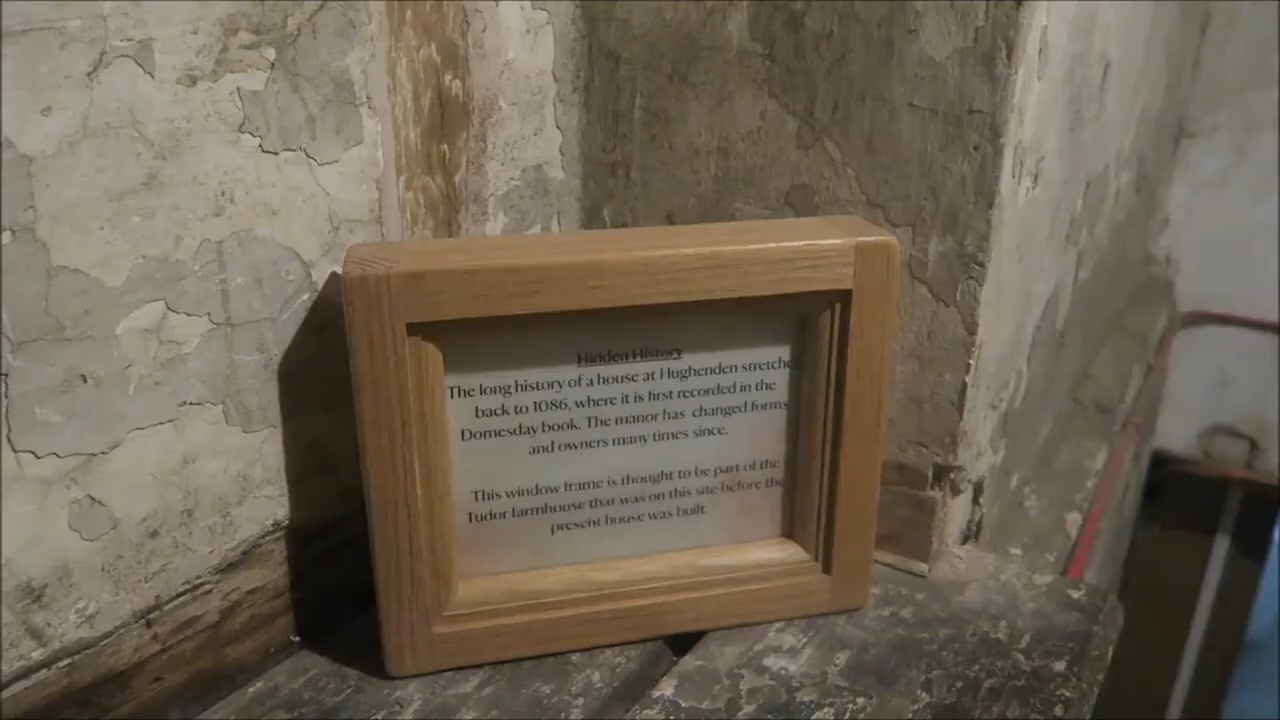 Hidden History
The long history of a house at Hughenden stretches
back to 1086, where it is first recorded in the
Domesday book. The manor has changed forms
and owners many times since.
This window frame is thought to be part of the
Tudor farmhouse that was on this site before the
present house was built.